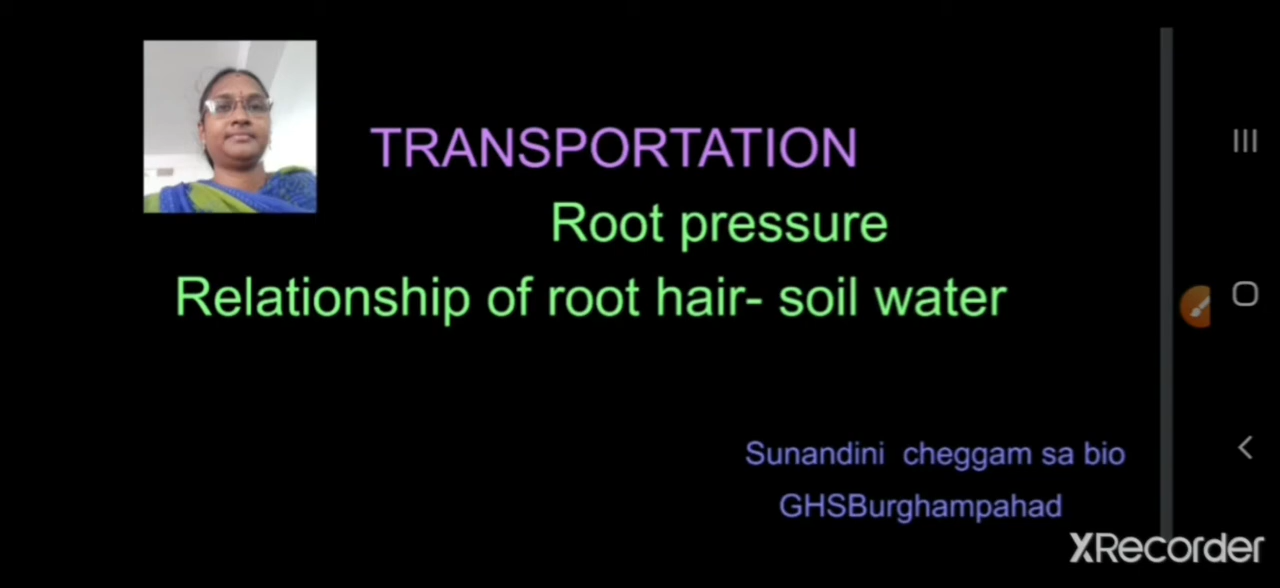 TRANSPORTATION
Root pressure
Relationship of root hair- soil water
Sunandini cheggam sa bio
GHSBurghampahad
XRecorder